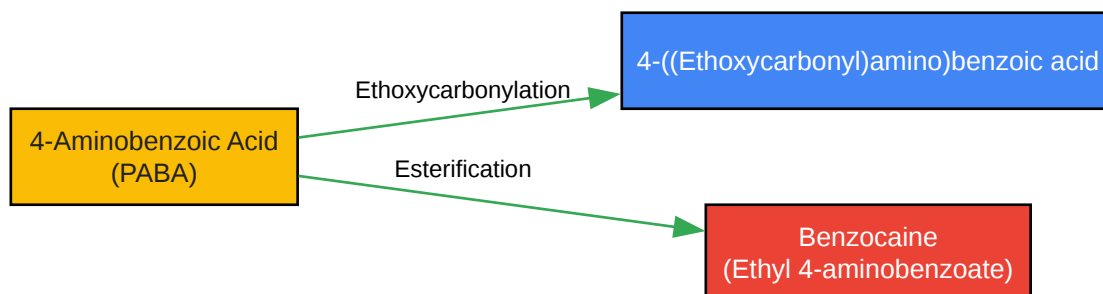 4-((Ethoxycarbonyl)amino)benzoic acid
Ethoxycarbonylation
4-Aminobenzoic Acid
(PABA)
Esterification
Benzocaine
(Ethyl 4-aminobenzoate)